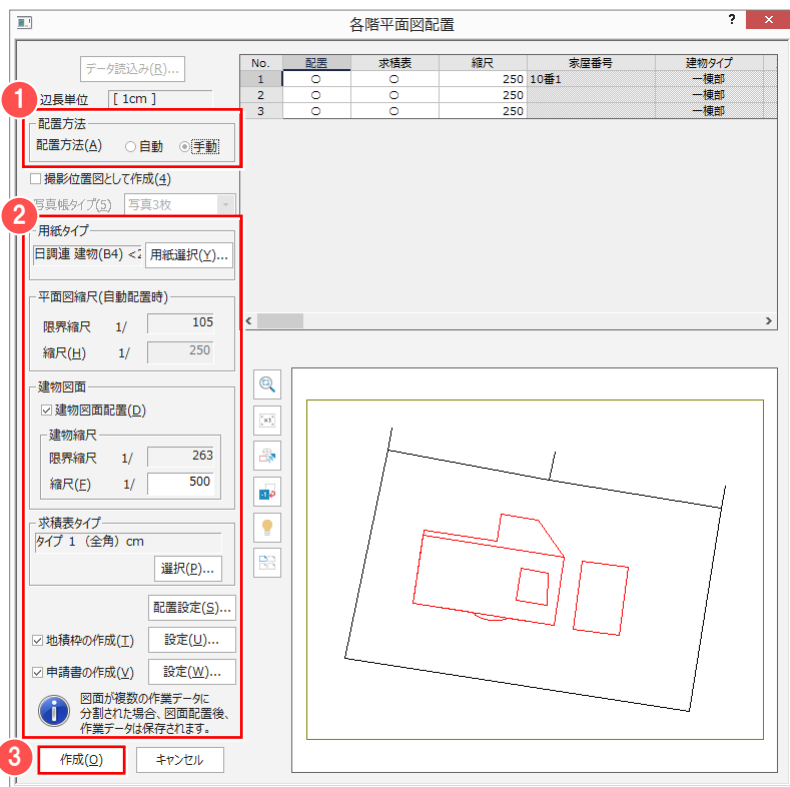 各階平面図配置
? ×
データ読込み(R)...
辺長単位 [ 1cm ]
1
配置方法
配置方法(A) 自動 手動
撮影位置図として作成(4)
写真帳タイプ(5) 写真3枚
2
用紙タイプ
日調連 建物(B4) <2 用紙選択(Y)...
平面図縮尺(自動配置時)
限界縮尺 1/ 105
縮尺(H) 1/ 250
建物図面
建物図面配置(D)
建物縮尺
限界縮尺 1/ 263
縮尺(F) 1/ 500
求積表タイプ
タイプ 1 (全角) cm
選択(P)...
配置設定(S)...
地積枠の作成(T) 設定(U)...
申請書の作成(V) 設定(W)...
図面が複数の作業データに
分割された場合、図面配置後、
作業データは保存されます。
3
作成(O) キャンセル
No. 配置 求積表 縮尺 家屋番号 建物タイプ
1 ○ ○ 250 10番1 一棟部
2 ○ ○ 250 一棟部
3 ○ ○ 250 一棟部